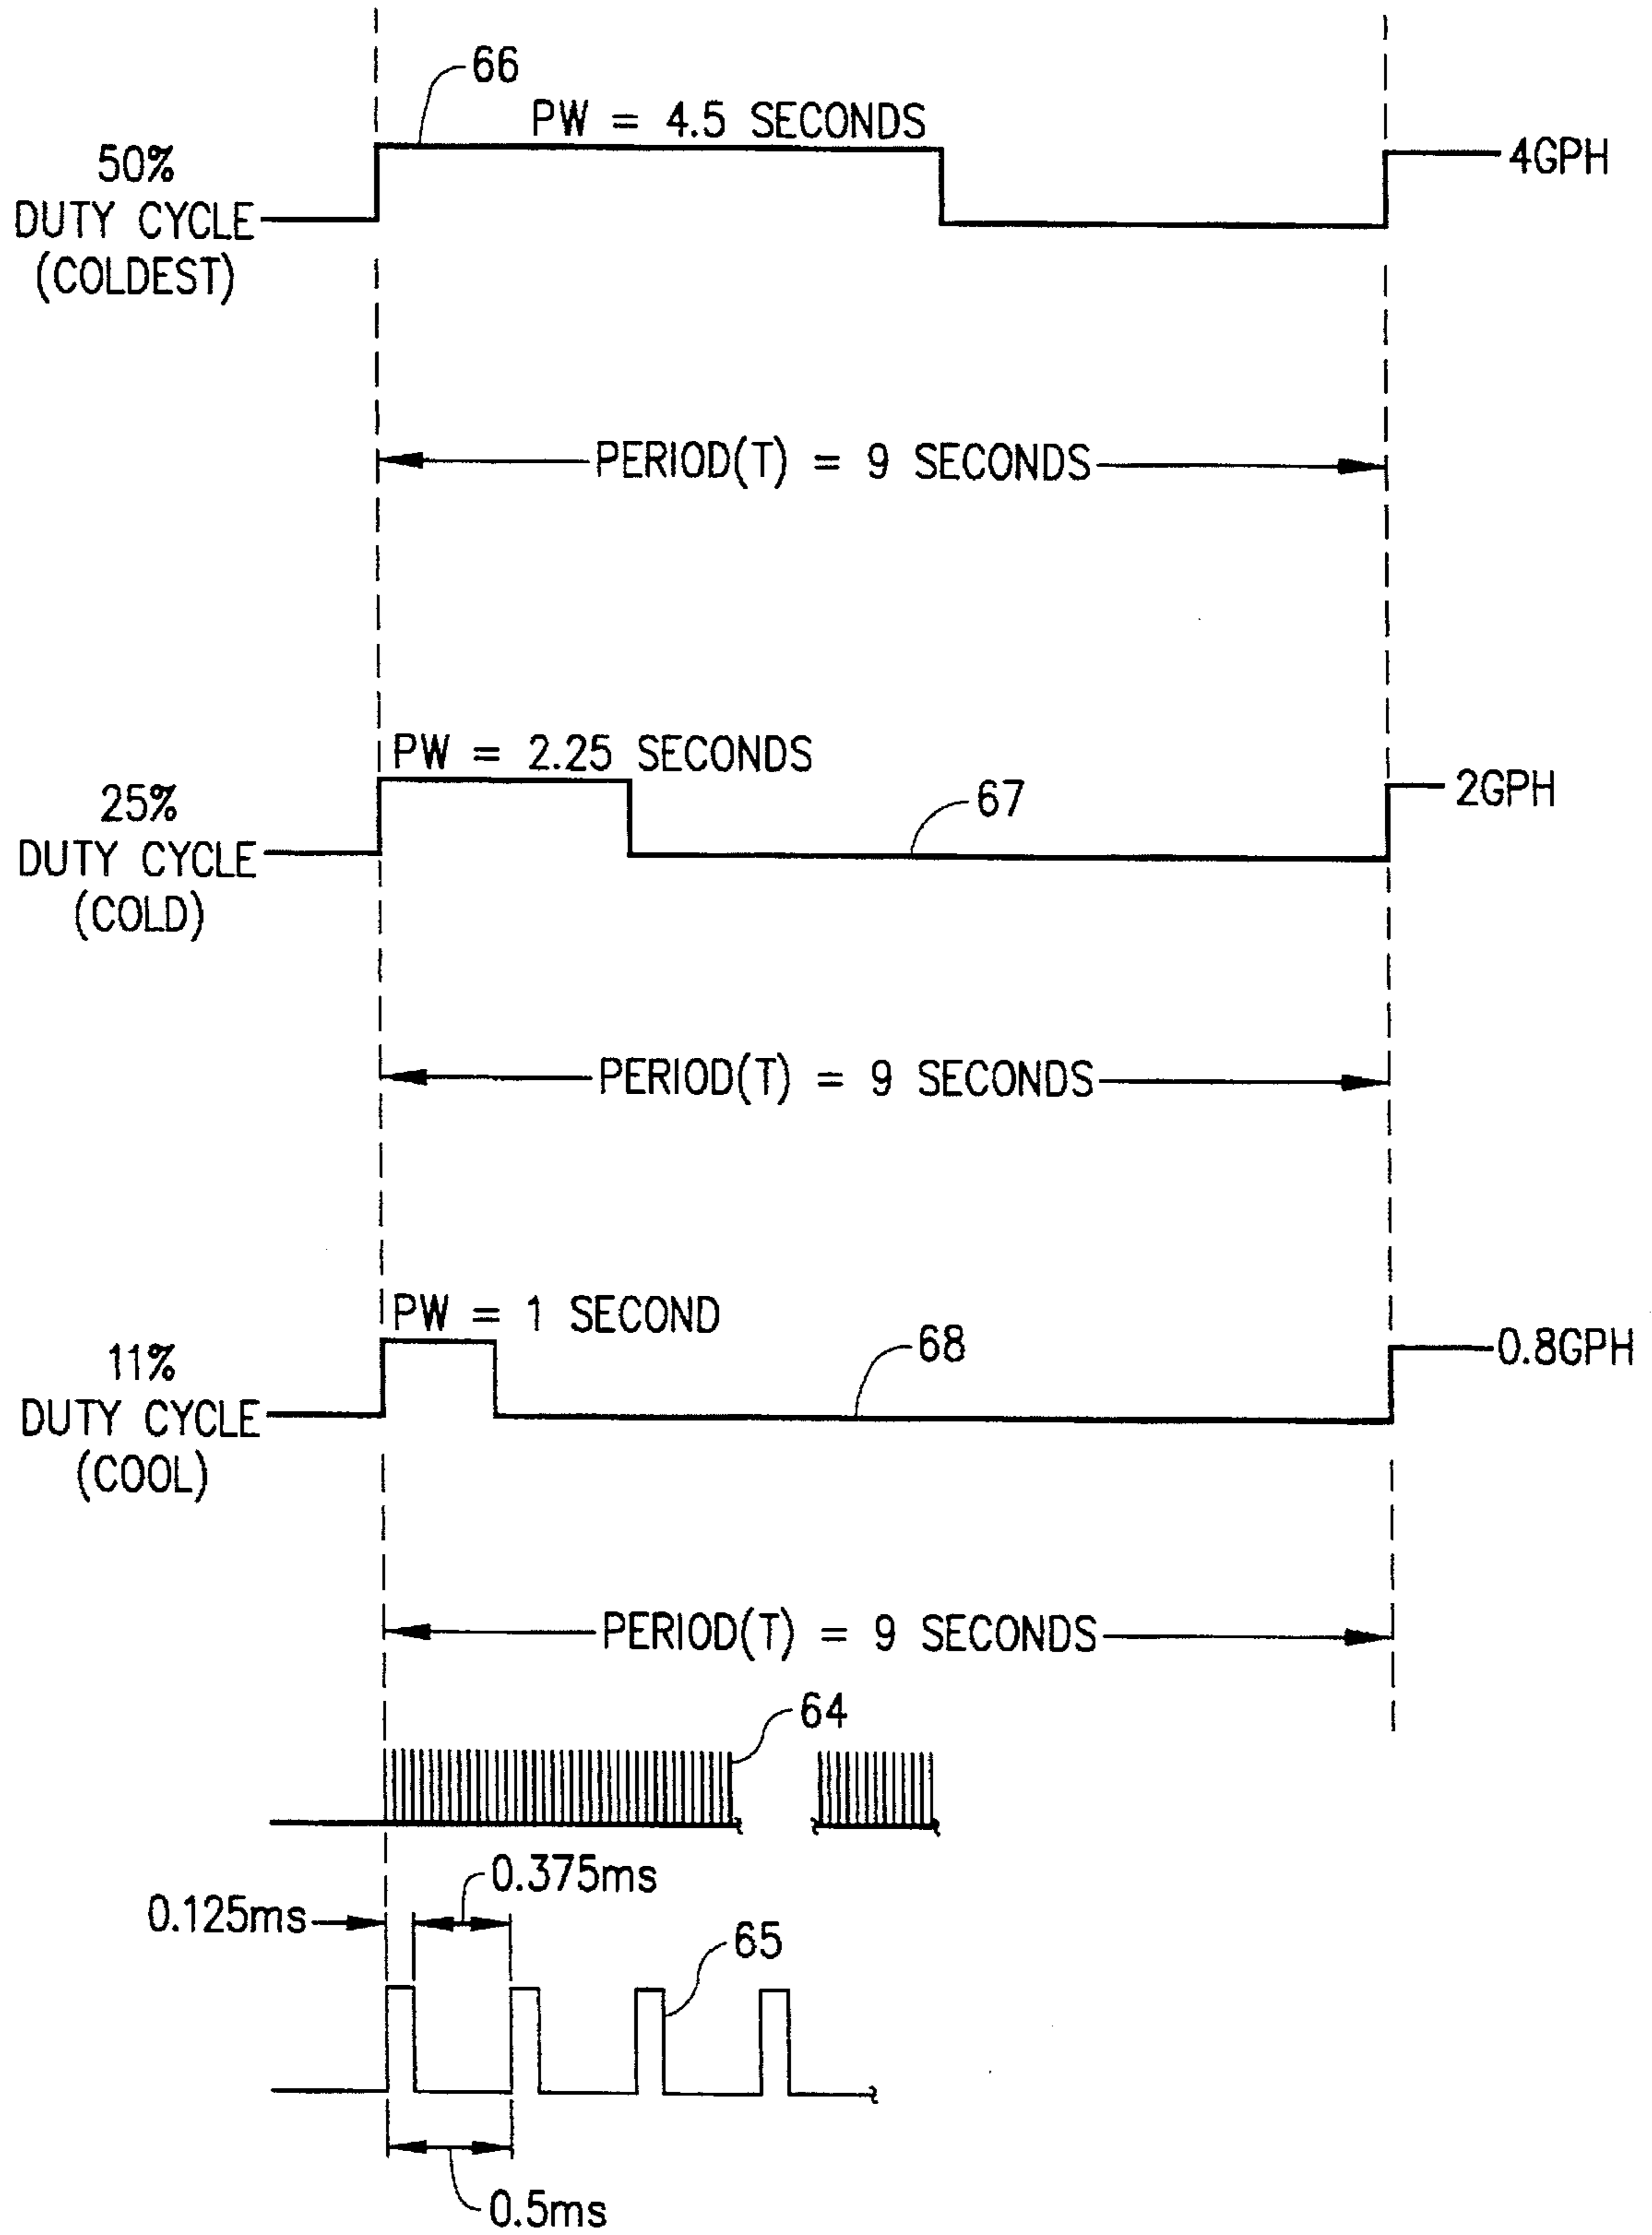 66
PW = 4.5 SECONDS
50%
DUTY CYCLE
(COLDEST)
4GPH
PERIOD(T) = 9 SECONDS
PW = 2.25 SECONDS
25%
DUTY CYCLE
(COLD)
67
2GPH
PERIOD(T) = 9 SECONDS
PW = 1 SECOND
11%
DUTY CYCLE
(COOL)
68
0.8GPH
PERIOD(T) = 9 SECONDS
64
0.375ms
0.125ms
65
0.5ms